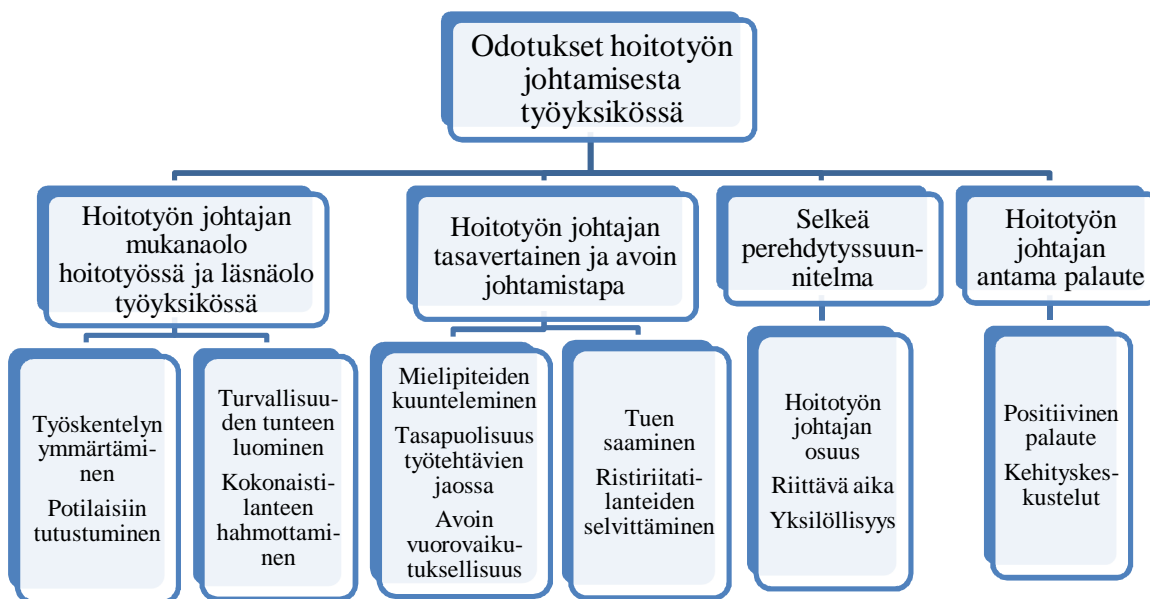 Odotukset hoitotyön
johtamisesta
työyksikössä
Hoitotyön johtajan
mukanaolo
hoitotyössä ja läsnäolo
työyksikössä
Hoitotyön johtajan
tasavertainen ja avoin
johtamistapa
Selkeä
perehdytyssuun-
nitelma
Hoitotyön
johtajan
antama palaute
Työskentelyn
ymmärtämi-
nen
Potilaisiin
tutustuminen
Turvallisuu-
den tunteen
luominen
Kokonaisti-
lanteen
hahmottami-
nen
Mielipiteiden
kuunteleminen
Tasapuolisuus
työtehtävien
jaossa
Avoin
vuorovaiku-
tuksellisuus
Tuen
saaminen
Ristiriitati-
lanteiden
selvittäminen
Hoitotyön
johtajan
osuus
Riittävä aika
Yksilöllisyys
Positiivinen
palaute
Kehityskes-
kustelut